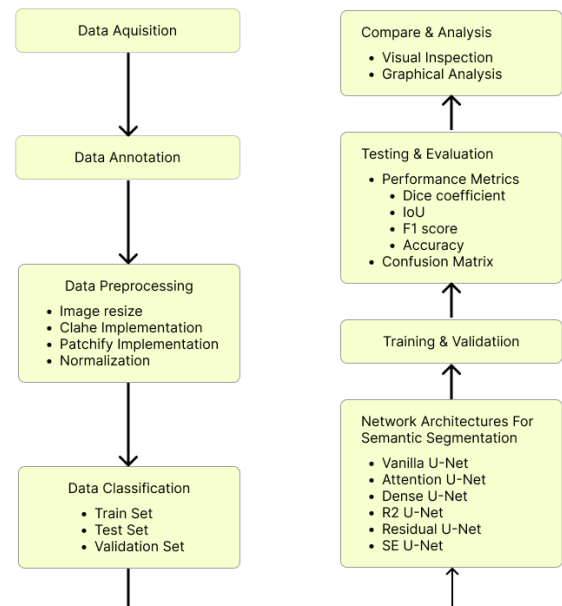 Data Aquisition
Data Annotation
Data Preprocessing
Image resize
Clahe Implementation
Patchify Implementation
Normalization
Data Classification
Train Set
Test Set
Validation Set
Compare & Analysis
Visual Inspection
Graphical Analysis
Testing & Evaluation
Performance Metrics
Dice coefficient
IoU
F1 score
Accuracy
Confusion Matrix
Training & Validatiion
Network Architectures For
Semantic Segmentation
Vanilla U-Net
Attention U-Net
Dense U-Net
R2 U-Net
Residual U-Net
SE U-Net